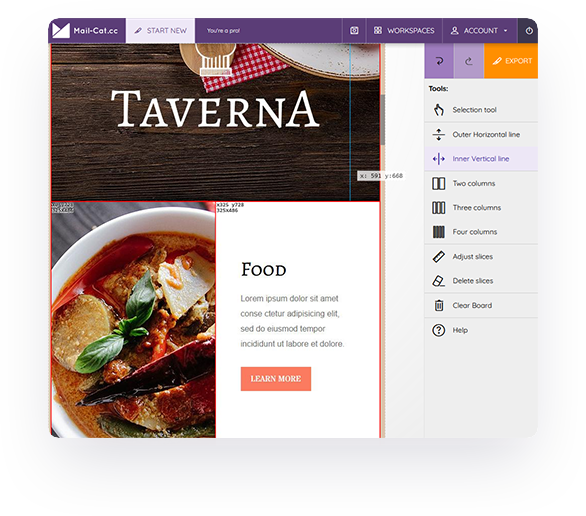 Mail-Cat.cc
START NEW
You're a pro!
WORKSPACES
ACCOUNT
EXPORT
TAVERNA
Tools:
Selection tool
Outer Horizontal line
Inner Vertical line
Two columns
Three columns
Four columns
Adjust slices
Delete slices
Clear Board
Help
x: 591 y:668
x325 y728
325x486
FOOD
Lorem ipsum dolor sit amet
conse ctetur adipisicing elit,
sed do eiusmod tempor
incididunt ut labore et dolore.
LEARN MORE